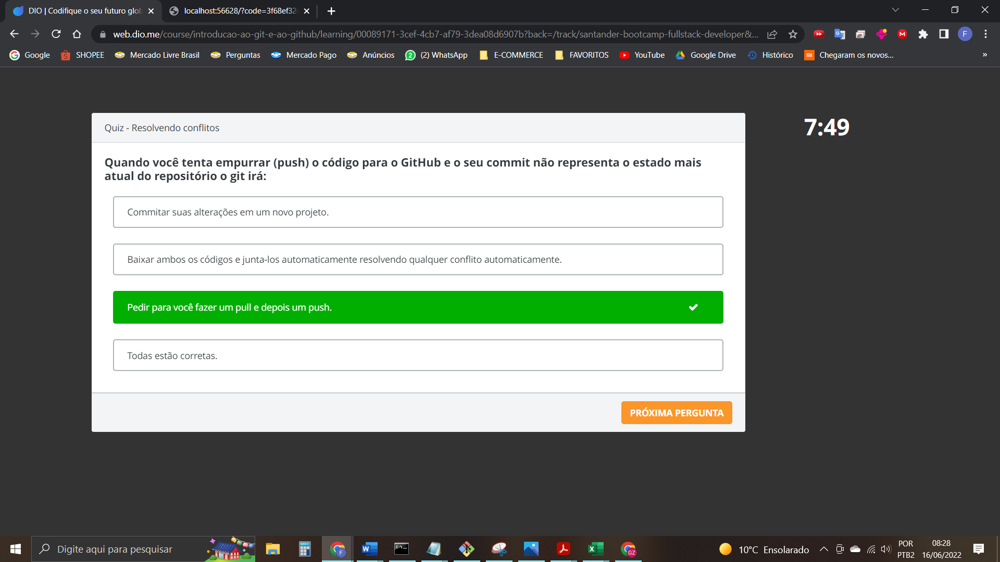 DIO | Codifique o seu futuro glob
localhost:56628/?code=3f68ef32
web.dio.me/course/introducao-ao-git-e-ao-github/learning/00089171-3cef-4cb7-af79-3dea08d6907b?back=/track/santander-bootcamp-fullstack-developer&...
F
Google
SHOPEE
Mercado Livre Brasil
Perguntas
Mercado Pago
Anúncios
(2) WhatsApp
E-COMMERCE
FAVORITOS
YouTube
Google Drive
Histórico
Chegaram os novos...
»
Quiz - Resolvendo conflitos
7:49
Quando você tenta empurrar (push) o código para o GitHub e o seu commit não representa o estado mais
atual do repositório o git irá:
Commitar suas alterações em um novo projeto.
Baixar ambos os códigos e junta-los automaticamente resolvendo qualquer conflito automaticamente.
Pedir para você fazer um pull e depois um push.
Todas estão corretas.
PRÓXIMA PERGUNTA
Digite aqui para pesquisar
10°C Ensolarado
POR
PTB2
08:28
16/06/2022